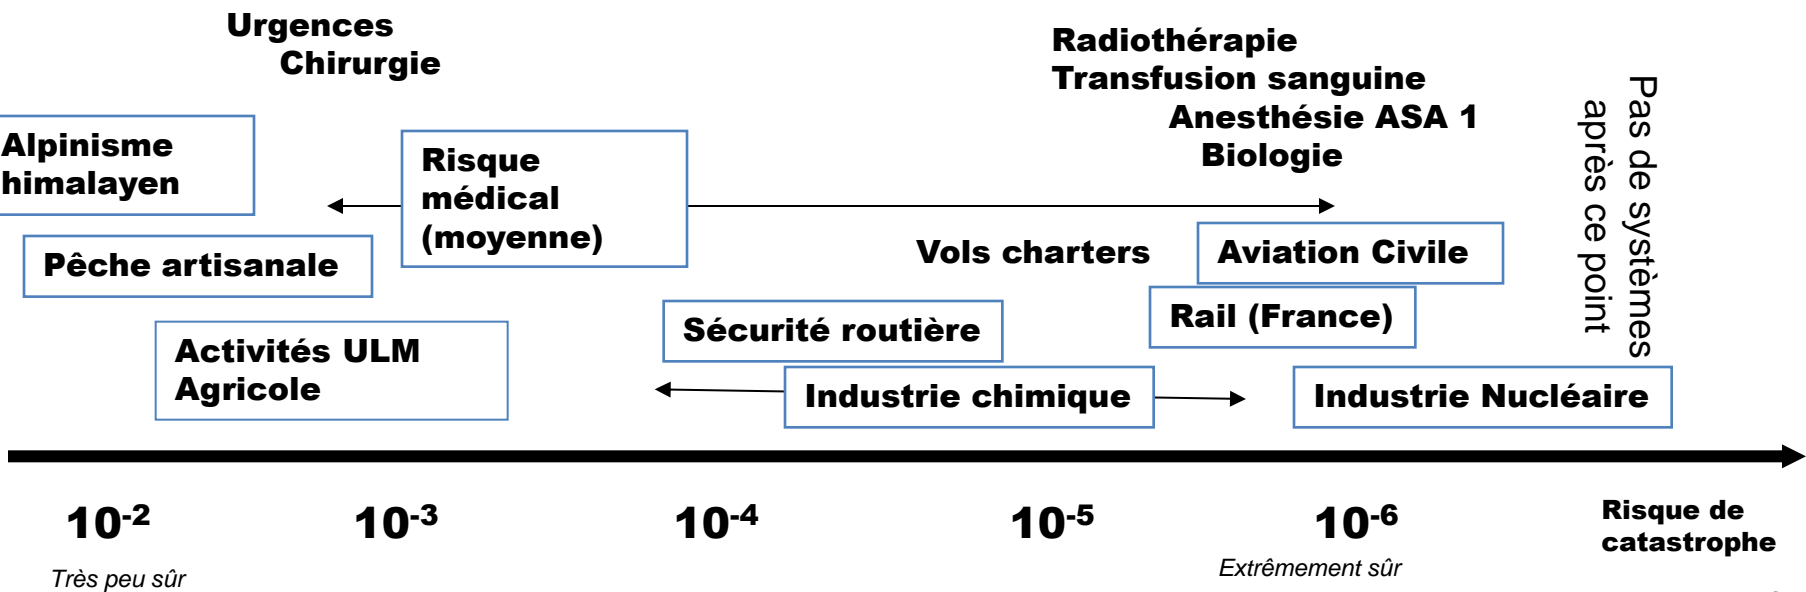 Urgences
Chirurgie
Radiothérapie
Transfusion sanguine
Anesthésie ASA 1
Biologie
Pas de systèmes
après ce point
Alpinisme
himalayen
Risque
médical
(moyenne)
Pêche artisanale
Vols charters
Aviation Civile
Sécurité routière
Rail (France)
Activités ULM
Agricole
Industrie chimique
Industrie Nucléaire
10-2
10-3
10-4
10-5
10-6
Risque de
catastrophe
Très peu sûr
Extrêmement sûr